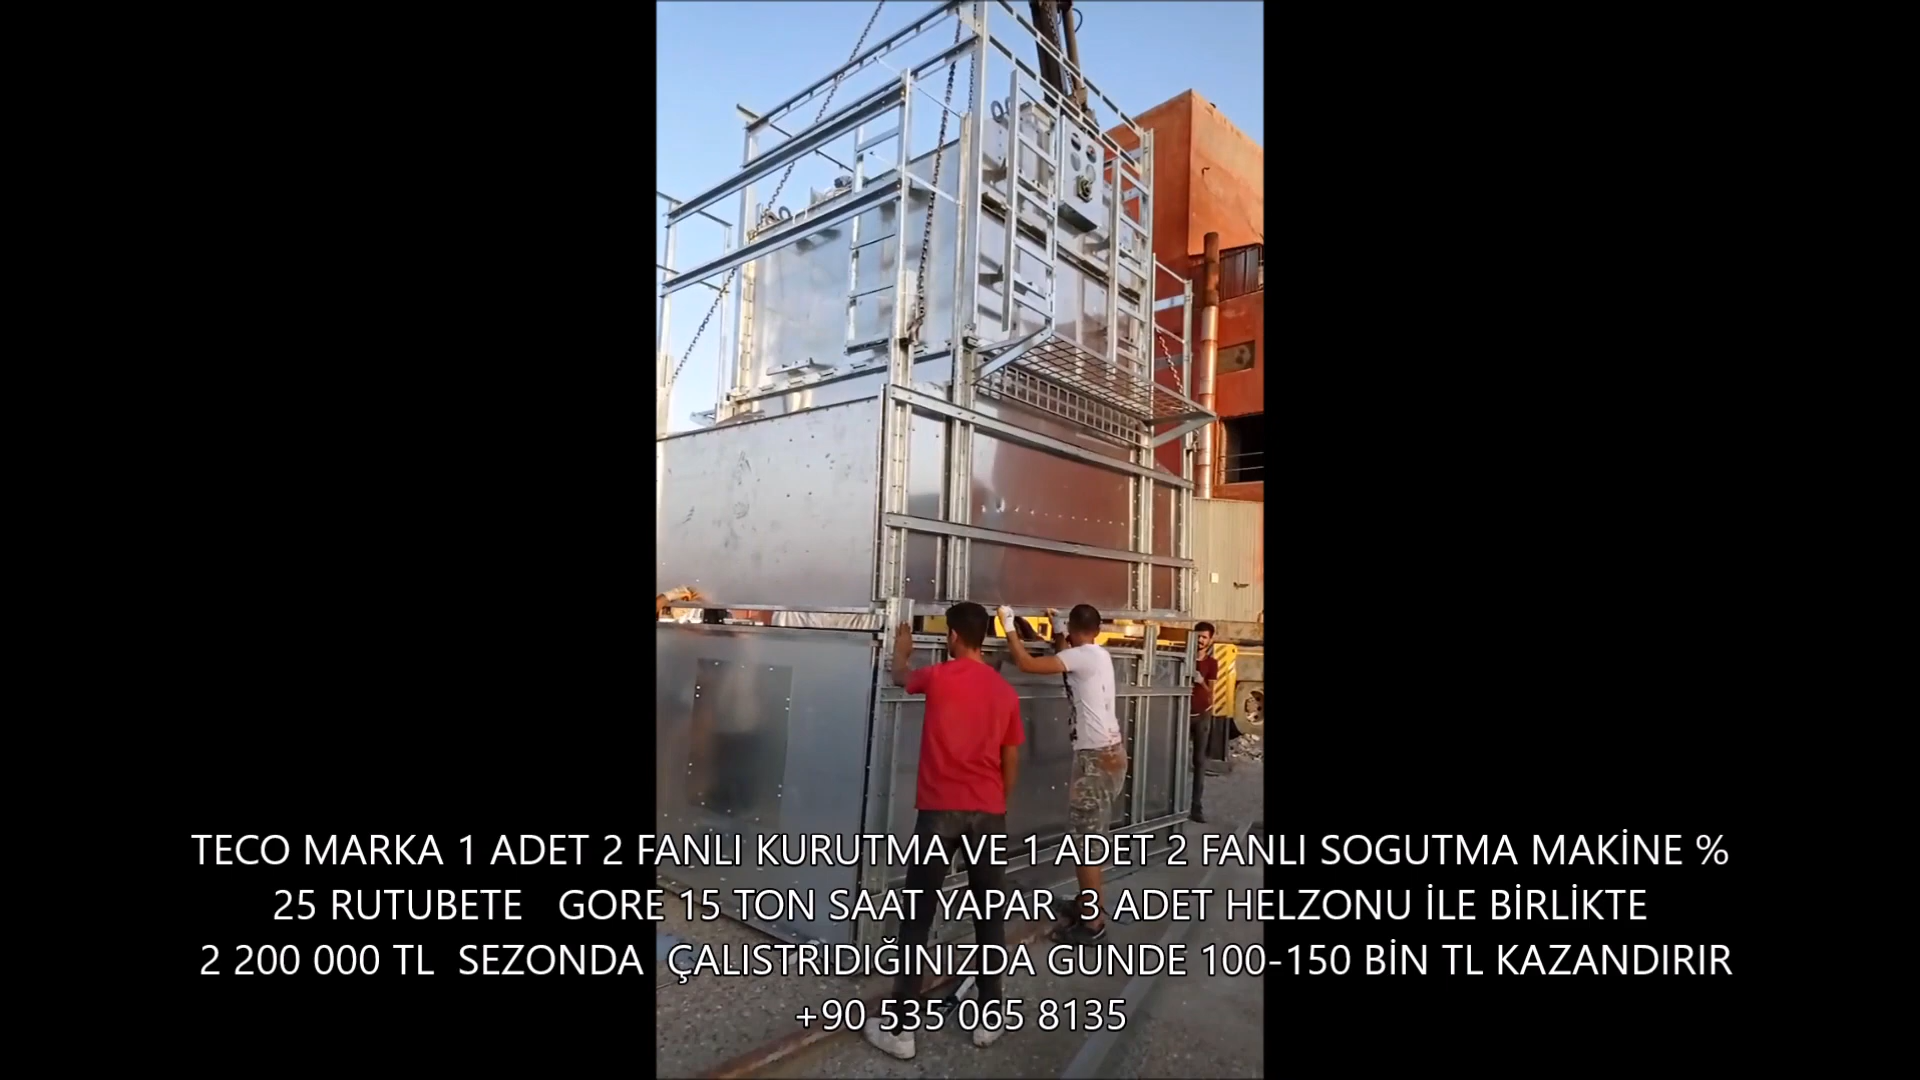 TECO MARKA 1 ADET 2 FANLI KURUTMA VE 1 ADET 2 FANLI SOGUTMA MAKİNE %
25 RUTUBETE GORE 15 TON SAAT YAPAR 3 ADET HELZONU İLE BİRLİKTE
2 200 000 TL SEZONDA ÇALISTRIDIĞINIZDA GUNDE 100-150 BİN TL KAZANDIRIR
+90 535 065 8135